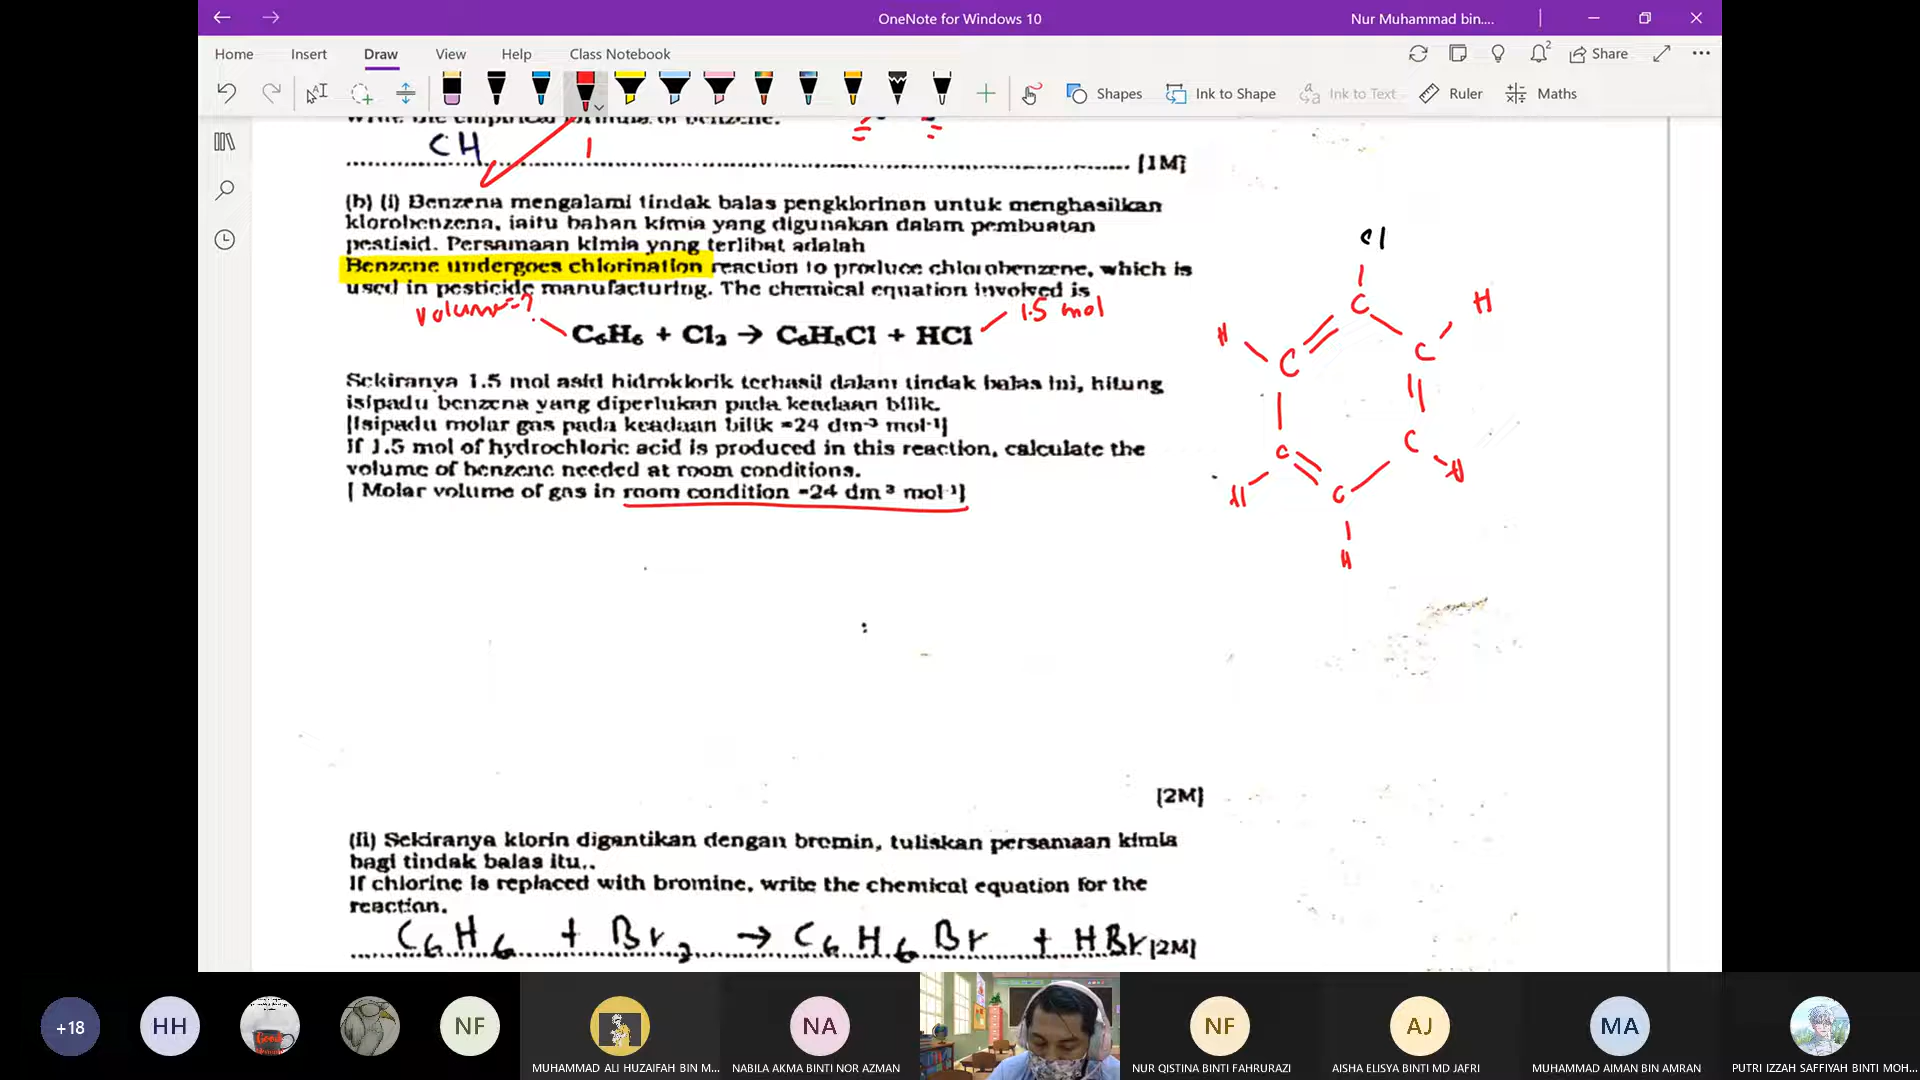 OneNote for Windows 10
Nur Muhammad bin....
Home Insert Draw View Help Class Notebook
2 Share
Shapes Ink to Shape Ink to Text Ruler Maths
Write the empirical formula of benzene.
CH
1
[1M]
(b) (i) Benzena mengalami tindak balas pengklorinan untuk menghasilkan
klorobenzena, iaitu bahan kimia yang digunakan dalam pembuatan
pestisid. Persamaan kimia yang terlibat adalah
Benzene undergoes chlorination reaction to produce chlorobenzene, which is
used in pesticide manufacturing. The chemical equation involved is
volume=?
1.5 mol
C₆H₆ + Cl₂ → C₆H₅Cl + HCl
Sekiranya 1.5 mol asid hidroklorik terhasil dalam tindak balas ini, hitung
isipadu benzena yang diperlukan pada keadaan bilik.
[Isipadu molar gas pada keadaan bilik =24 dm⁻³ mol⁻¹]
If 1.5 mol of hydrochloric acid is produced in this reaction, calculate the
volume of benzene needed at room conditions.
[ Molar volume of gas in room condition =24 dm³ mol⁻¹]
Cl
C
H
H
C
C
C
C
H
H
C
H
[2M]
(ii) Sekiranya klorin digantikan dengan bromin, tuliskan persamaan kimia
bagi tindak balas itu..
If chlorine is replaced with bromine, write the chemical equation for the
reaction.
C₆H₆ + Br₂ → C₆H₆Br + HBr [2M]
+18
HH
NF
NA
NF
AJ
MA
MUHAMMAD ALI HUZAIFAH BIN M...
NABILA AKMA BINTI NOR AZMAN
NUR QISTINA BINTI FAHRURAZI
AISHA ELISYA BINTI MD JAFRI
MUHAMMAD AIMAN BIN AMRAN
PUTRI IZZAH SAFFIYAH BINTI MOH...